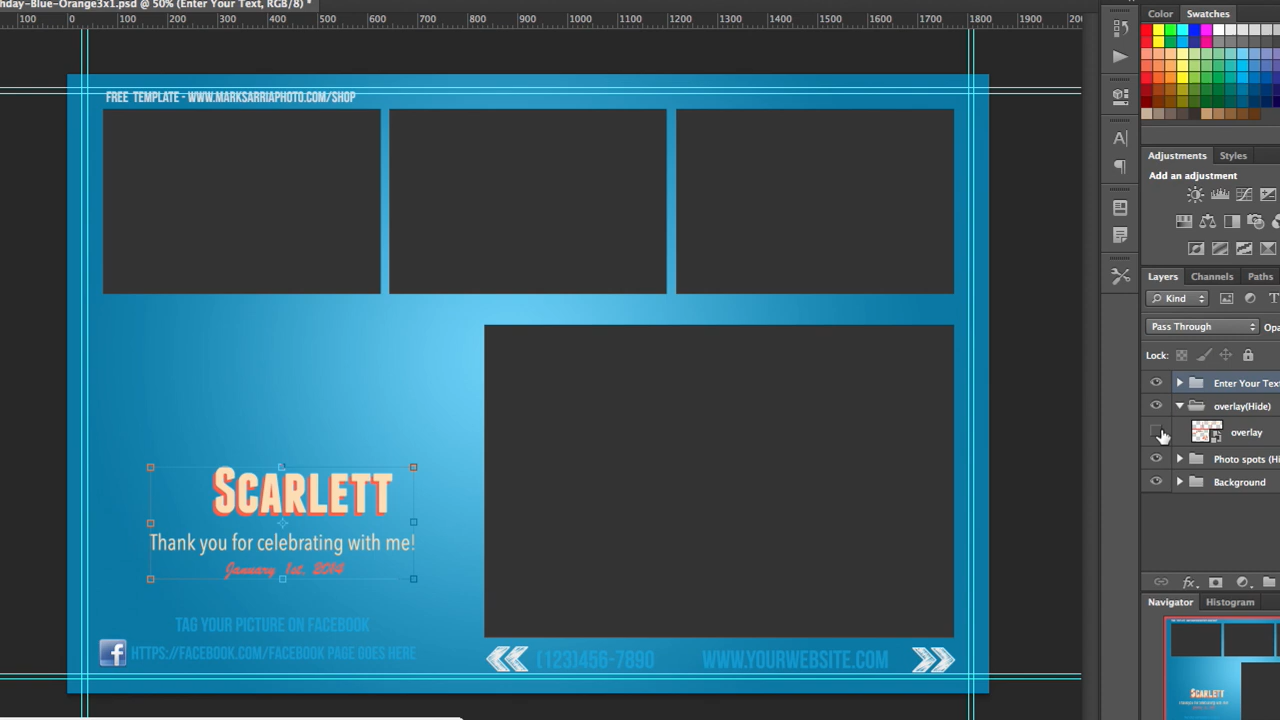 hday-Blue-Orange3x1.psd @ 50% (Enter Your Text, RGB/8) *
100 0 100 200 300 400 500 600 700 800 900 1000 1100 1200 1300 1400 1500 1600 1700 1800 1900
Color Swatches
FREE TEMPLATE - WWW.MARKSARRIAPHOTO.COM/SHOP
Adjustments Styles
Add an adjustment
Layers Channels Paths
Kind
Pass Through Opa
Lock:
Enter Your Text
overlay(Hide)
overlay
Photo spots (Hi
Background
Scarlett
Thank you for celebrating with me!
January 1st, 2014
TAG YOUR PICTURE ON FACEBOOK
HTTPS://FACEBOOK.COM/FACEBOOK PAGE GOES HERE
(123)456-7890 WWW.YOURWEBSITE.COM
fx
Navigator Histogram